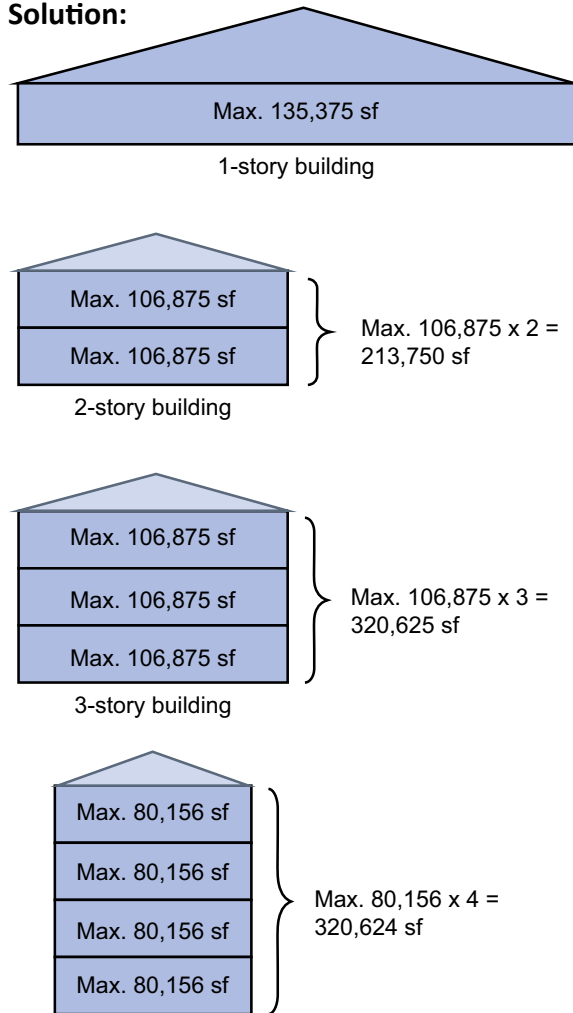 Solution:
Max. 135,375 sf
1-story building
Max. 106,875 sf
Max. 106,875 sf
Max. 106,875 x 2 =
213,750 sf
2-story building
Max. 106,875 sf
Max. 106,875 sf
Max. 106,875 sf
Max. 106,875 x 3 =
320,625 sf
3-story building
Max. 80,156 sf
Max. 80,156 sf
Max. 80,156 sf
Max. 80,156 sf
Max. 80,156 x 4 =
320,624 sf